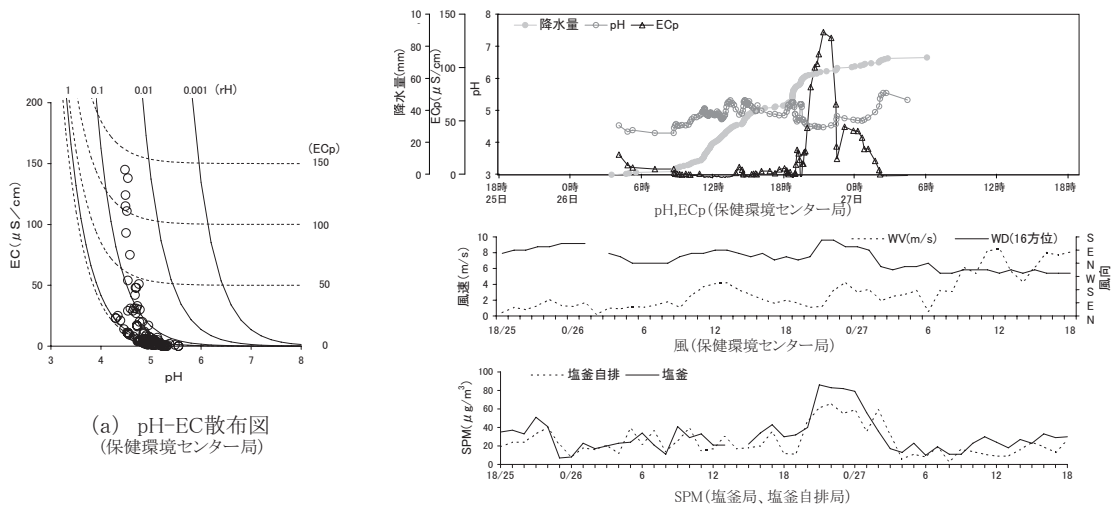 1 0.1 0.01 0.001 (rH)
200
150
100
50
0
EC(μS/cm)
(ECp)
150
100
50
0
3 4 5 6 7 8
pH
(a) pH-EC散布図
(保健環境センター局)
降水量 pH ECp
10
8
6
4
2
0
降水量(mm)
150
100
50
0
ECp(μS/cm)
8
7
6
5
4
3
pH
18時 0時 12時 18時 0時 6時 12時 18時
25日 26日 27日
pH,ECp(保健環境センター局)
WV(m/s) WD(16方位)
10
8
6
4
2
0
風速(m/s)
S
E
N
W
S
E
N
風向
18/25 0/26 6 12 18 0/27 6 12 18
風(保健環境センター局)
塩釜自排 塩釜
100
80
60
40
20
0
SPM(μg/m³)
18/25 0/26 6 12 18 0/27 6 12 18
SPM(塩釜局、塩釜自排局)